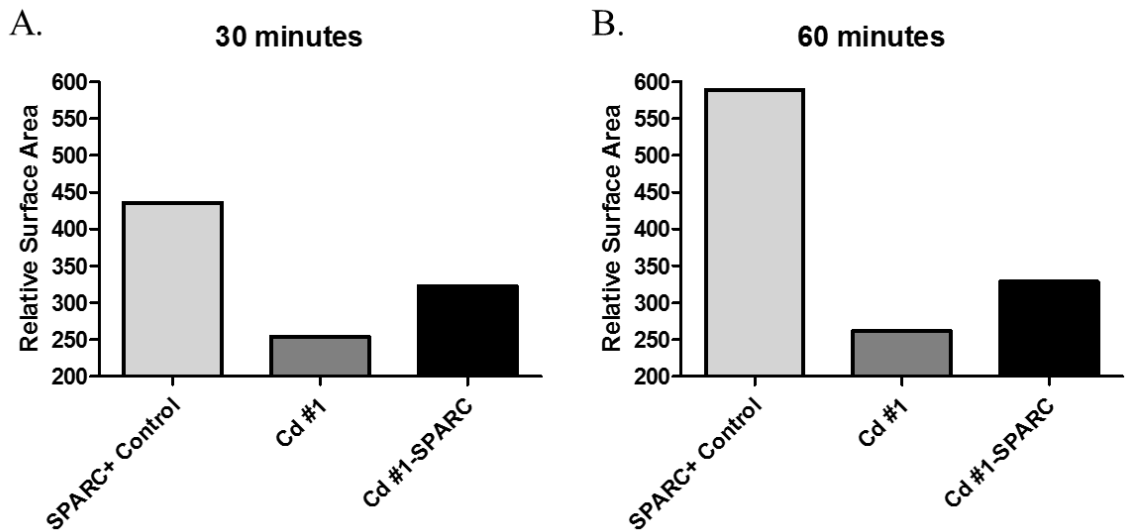 A.
30 minutes
Relative Surface Area
600
550
500
450
400
350
300
250
200
SPARC+ Control
Cd #1
Cd #1-SPARC
B.
60 minutes
Relative Surface Area
600
550
500
450
400
350
300
250
200
SPARC+ Control
Cd #1
Cd #1-SPARC